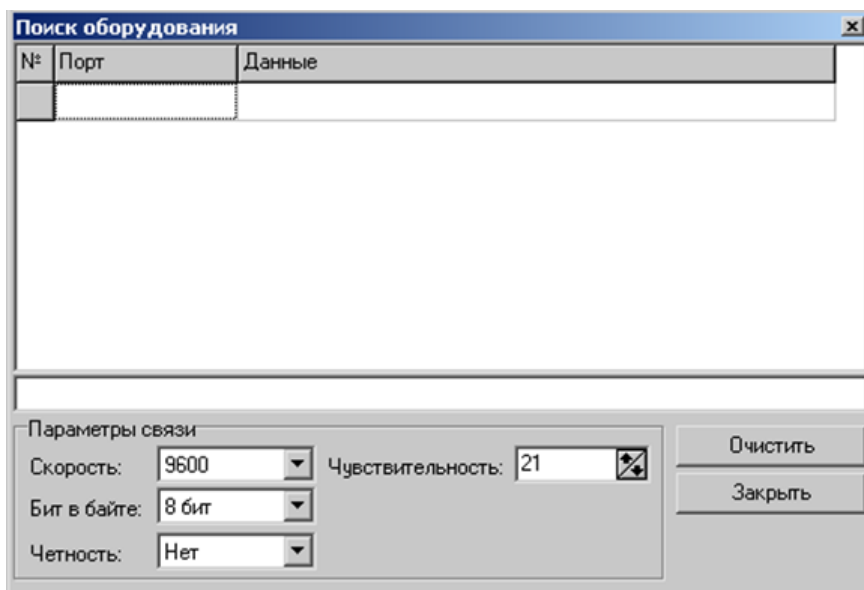 Поиск оборудования
№ Порт Данные
Параметры связи
Скорость: 9600 Чувствительность: 21
Бит в байте: 8 бит
Четность: Нет
Очистить
Закрыть